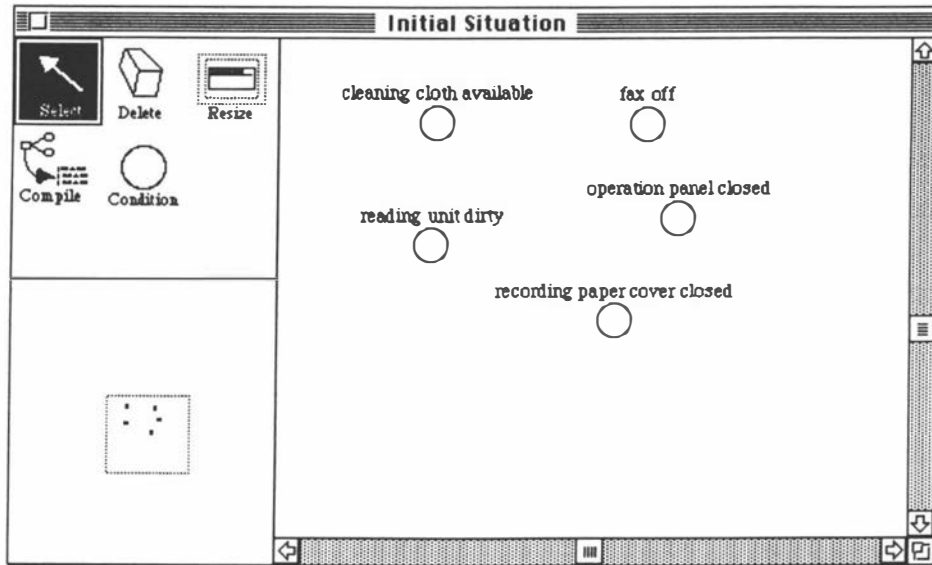 Initial Situation
Select
Delete
Resize
Compile
Condition
cleaning cloth available
fax off
operation panel closed
reading unit dirty
recording paper cover closed